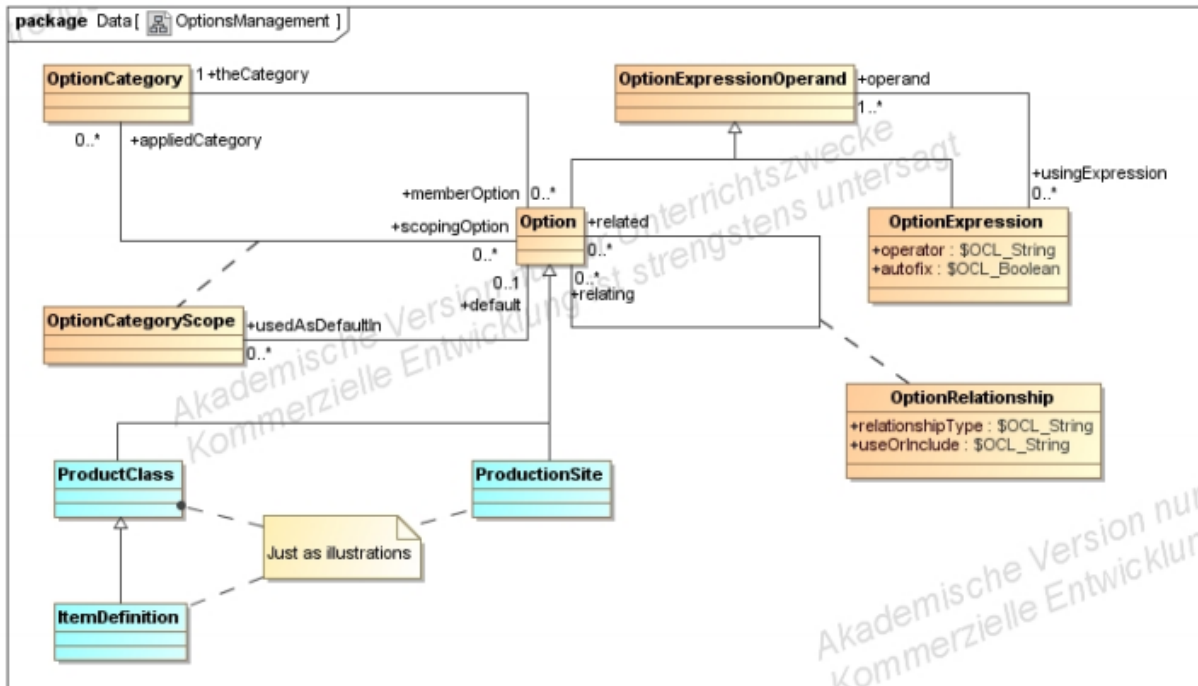 package Data [ OptionsManagement ]
OptionCategory
1 +theCategory
0..*
+appliedCategory
OptionExpressionOperand
+operand
1..*
+usingExpression
0..*
+memberOption 0..*
+scopingOption
0..*
Option
+related
0..*
0..*
+relating
0..1
+default
OptionExpression
+operator : $OCL_String
+autofix : $OCL_Boolean
OptionCategoryScope
+usedAsDefaultIn
0..*
OptionRelationship
+relationshipType : $OCL_String
+useOrInclude : $OCL_String
ProductClass
ProductionSite
Just as illustrations
ItemDefinition
Akademische Version nur für Unterrichtszwecke
Kommerzielle Entwicklung ist strengstens untersagt
Akademische Version nur
Kommerzielle Entwicklun